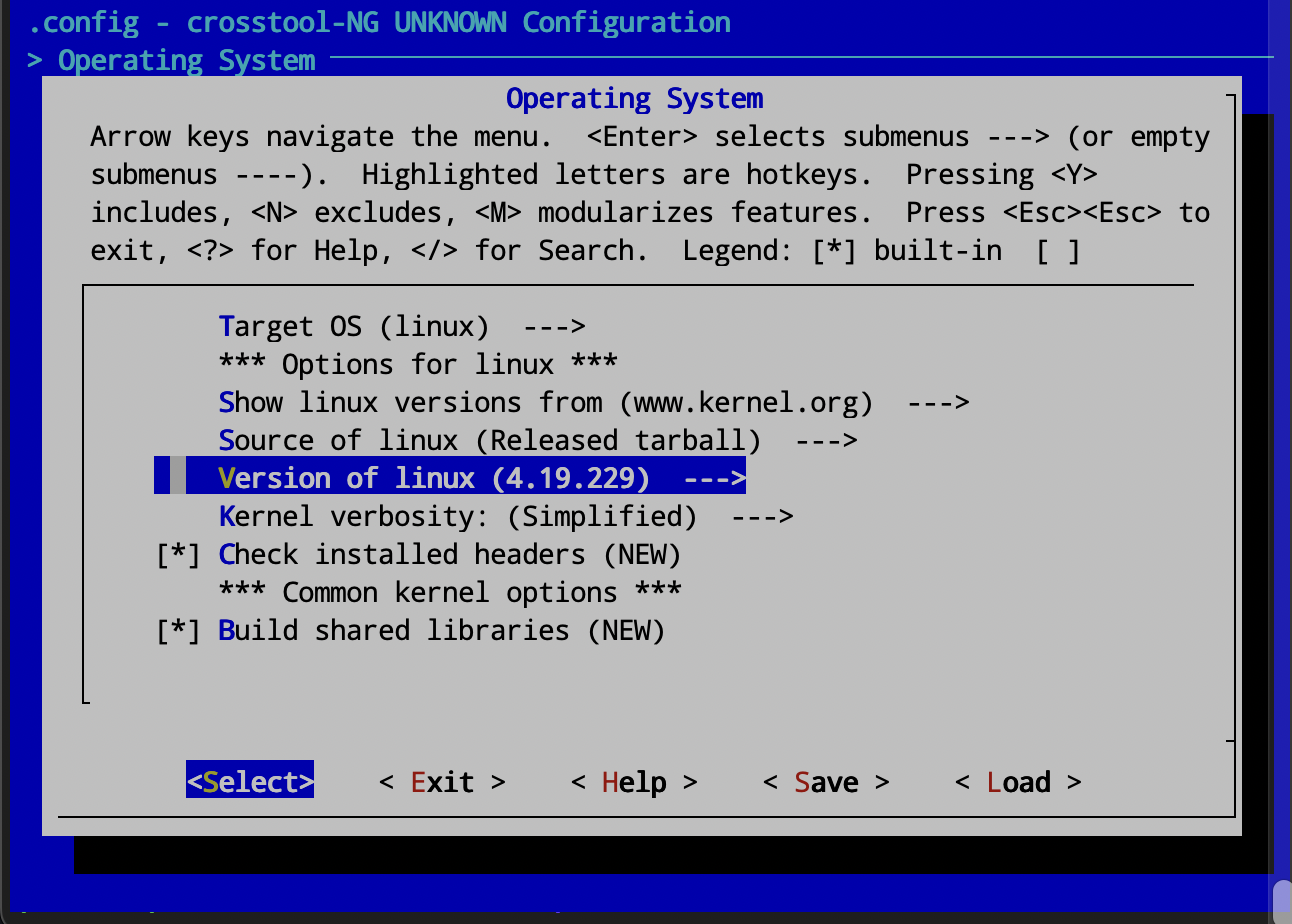 .config - crosstool-NG UNKNOWN Configuration
> Operating System
Operating System
Arrow keys navigate the menu.  <Enter> selects submenus ---> (or empty
submenus ----).  Highlighted letters are hotkeys.  Pressing <Y>
includes, <N> excludes, <M> modularizes features.  Press <Esc><Esc> to
exit, <?> for Help, </> for Search.  Legend: [*] built-in  [ ]
Target OS (linux)  --->
*** Options for linux ***
Show linux versions from (www.kernel.org)  --->
Source of linux (Released tarball)  --->
Version of linux (4.19.229)  --->
Kernel verbosity: (Simplified)  --->
[*] Check installed headers (NEW)
*** Common kernel options ***
[*] Build shared libraries (NEW)
<Select>    < Exit >    < Help >    < Save >    < Load >